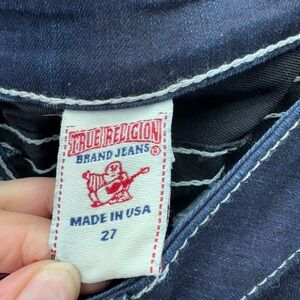 TRUE RELIGION
BRAND JEANS®
MADE IN USA
27